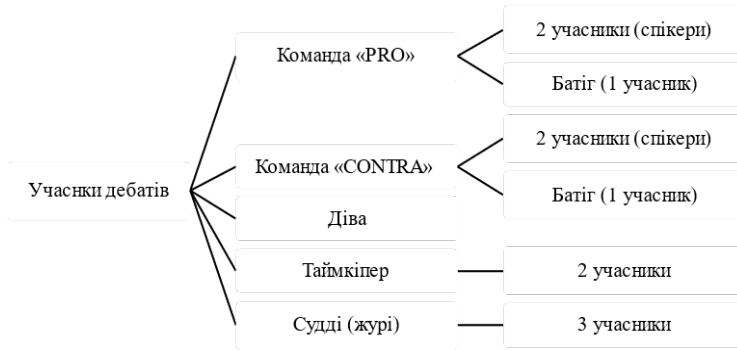 Учаснки дебатів
Команда «PRO»
2 учасники (спікери)
Батіг (1 учасник)
Команда «CONTRA»
2 учасники (спікери)
Батіг (1 учасник)
Діва
Таймкіпер
2 учасники
Судді (журі)
3 учасники